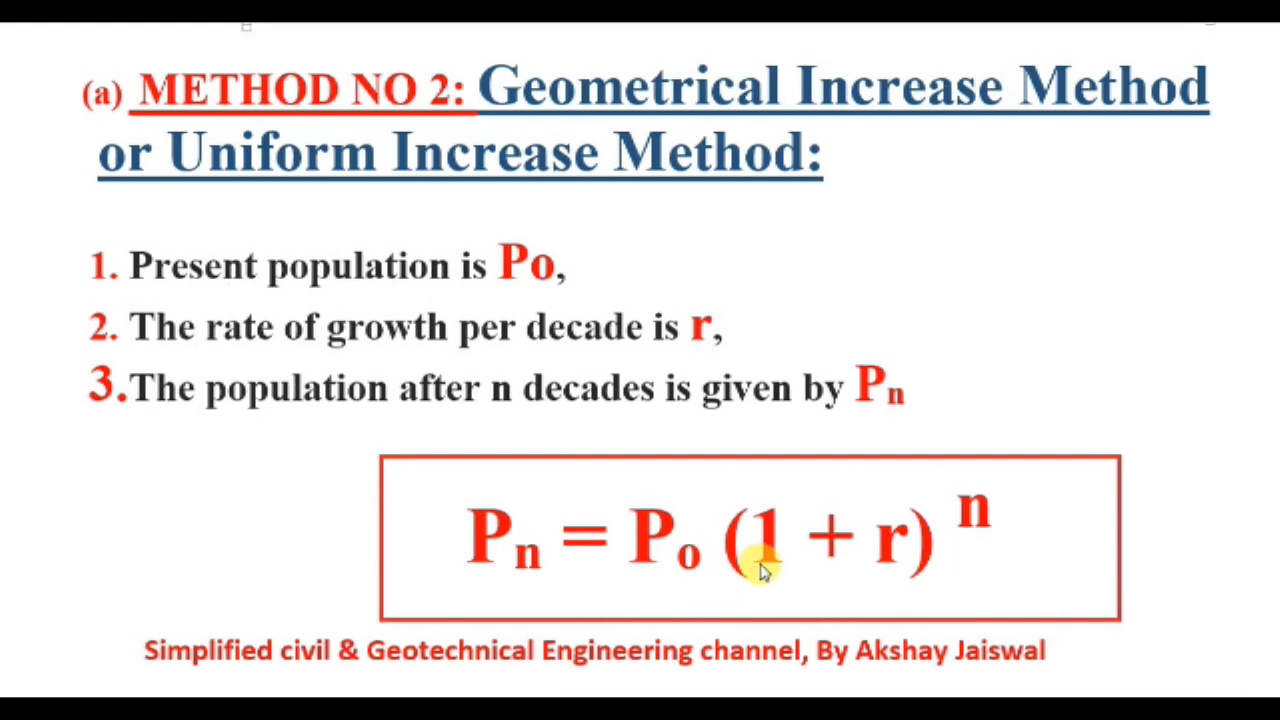 (a) METHOD NO 2: Geometrical Increase Method
or Uniform Increase Method:
1. Present population is Po,
2. The rate of growth per decade is r,
3.The population after n decades is given by Pn
Pn = Po (1 + r) n
Simplified civil & Geotechnical Engineering channel, By Akshay Jaiswal